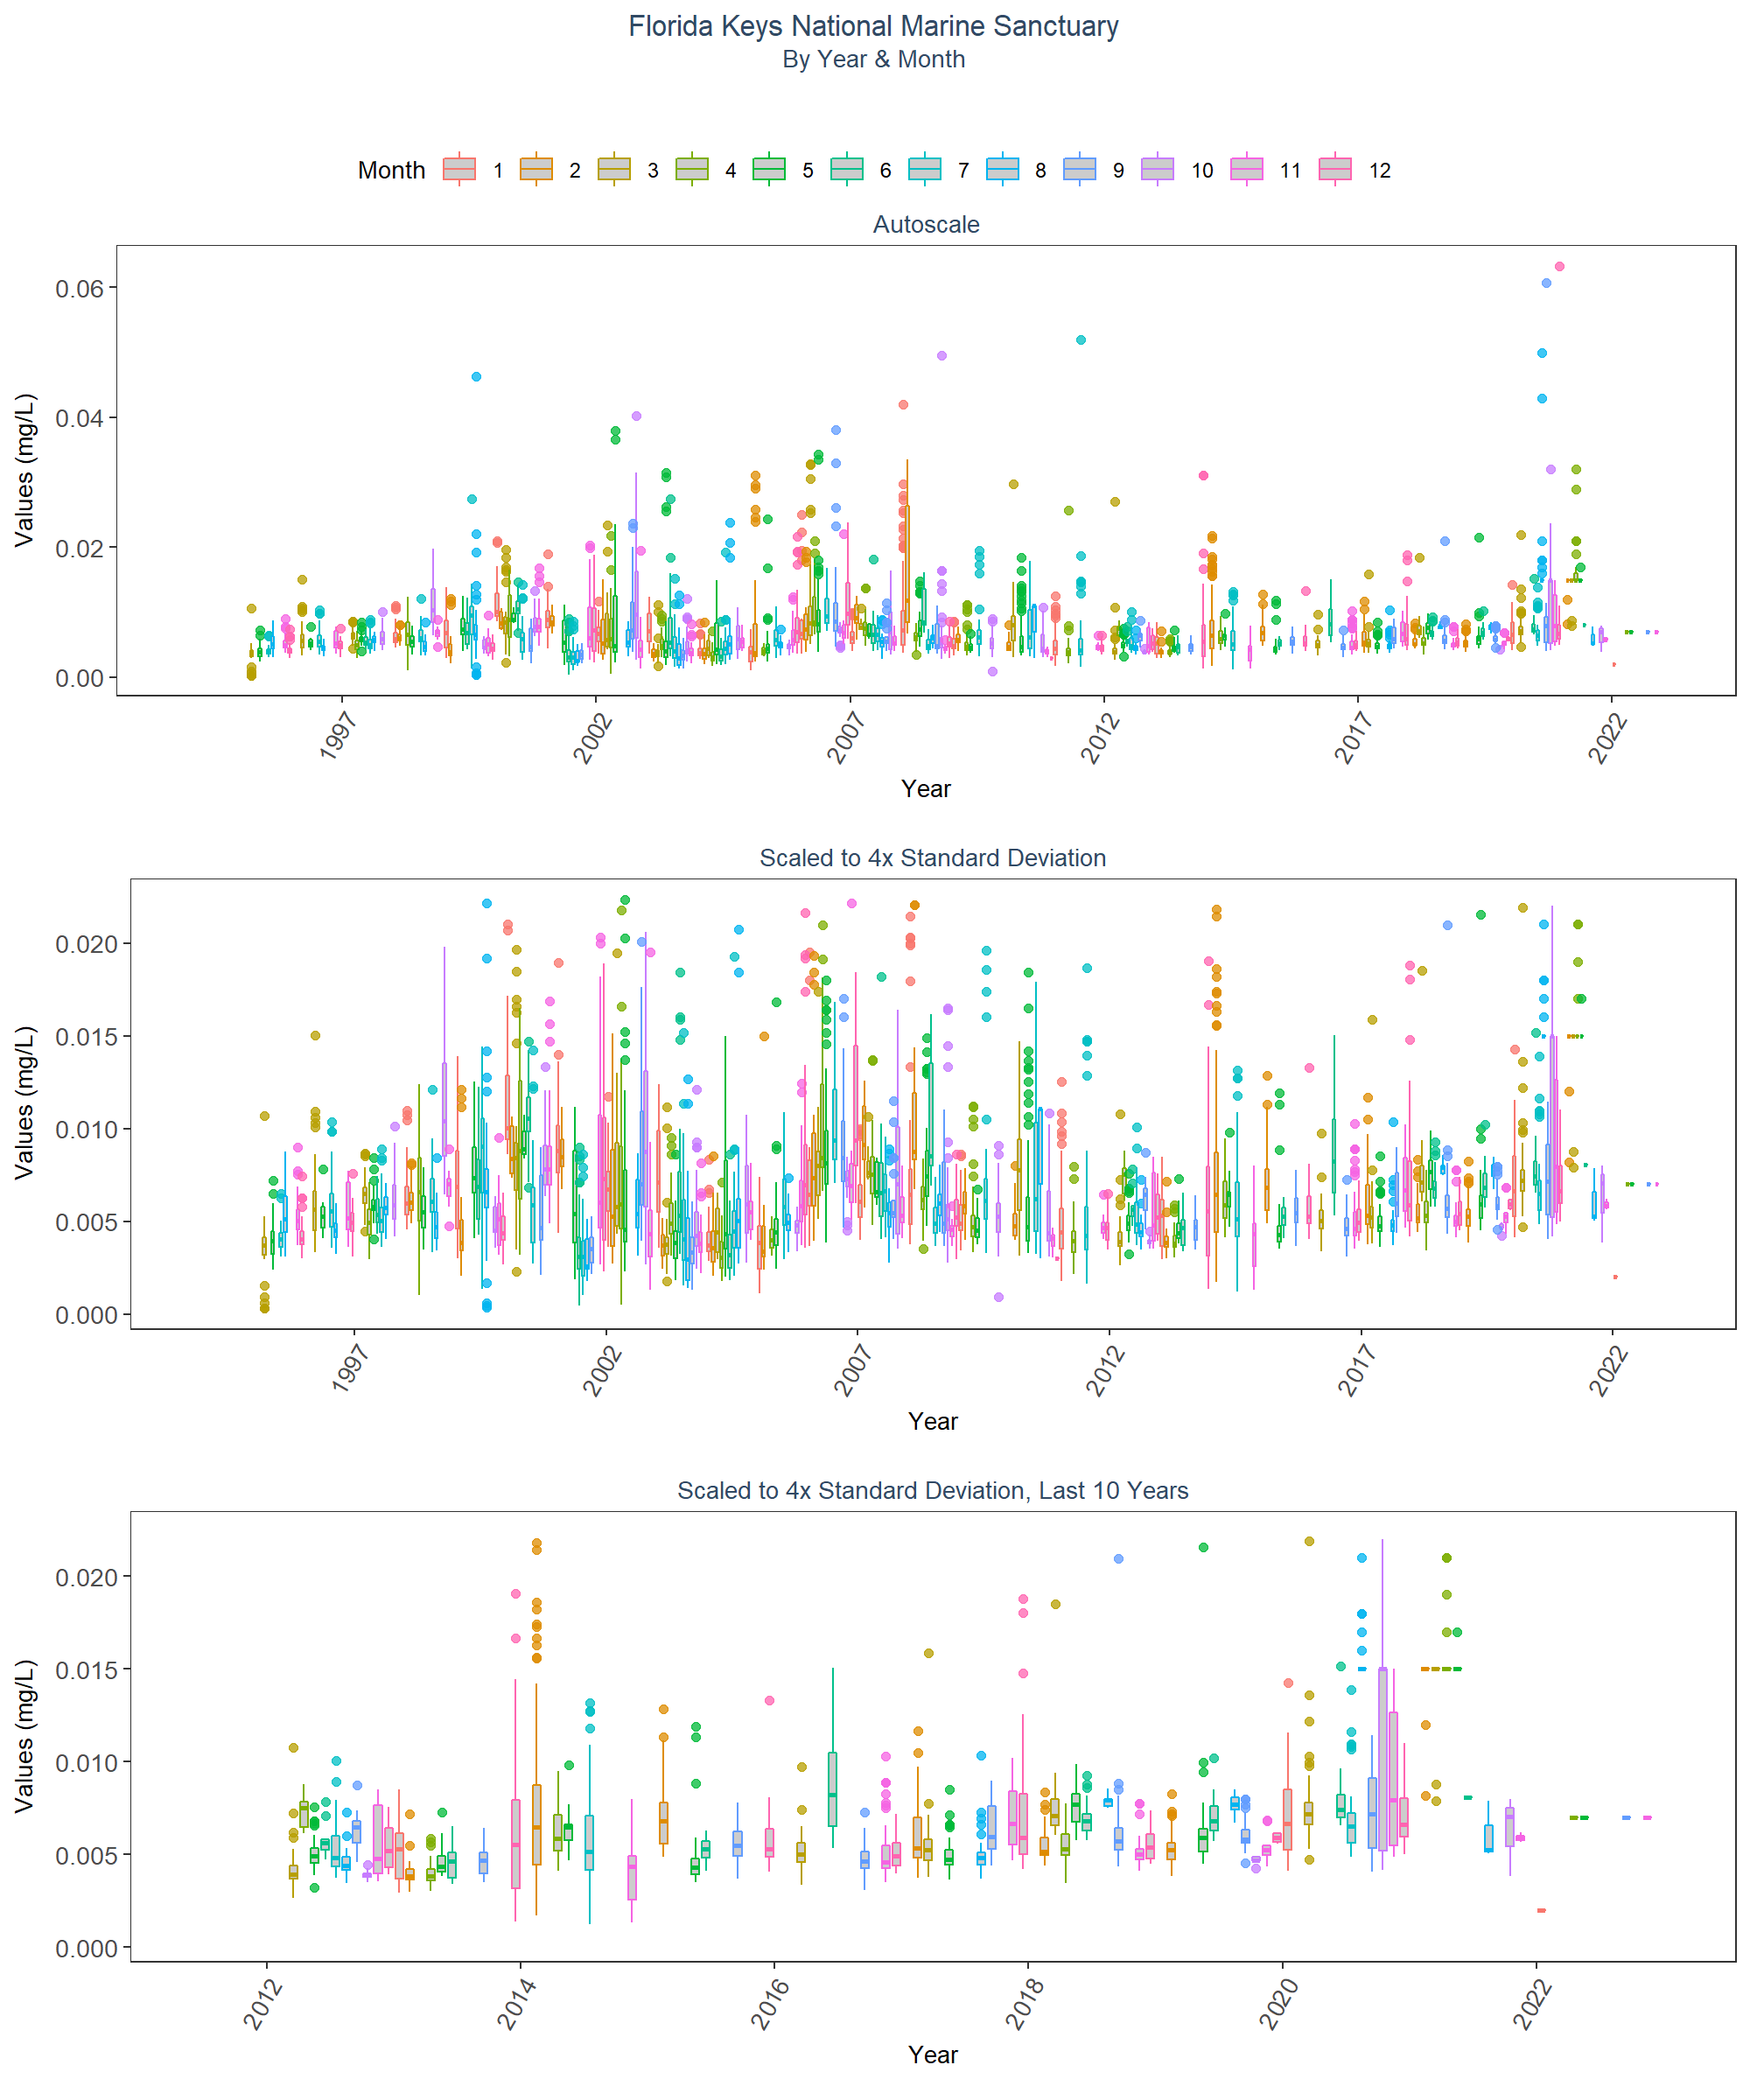 Florida Keys National Marine Sanctuary
By Year & Month
Month 1 2 3 4 5 6 7 8 9 10 11 12
Autoscale
Values (mg/L)
0.06
0.04
0.02
0.00
1997 2002 2007 2012 2017 2022
Year
Scaled to 4x Standard Deviation
Values (mg/L)
0.020
0.015
0.010
0.005
0.000
1997 2002 2007 2012 2017 2022
Year
Scaled to 4x Standard Deviation, Last 10 Years
Values (mg/L)
0.020
0.015
0.010
0.005
0.000
2012 2014 2016 2018 2020 2022
Year